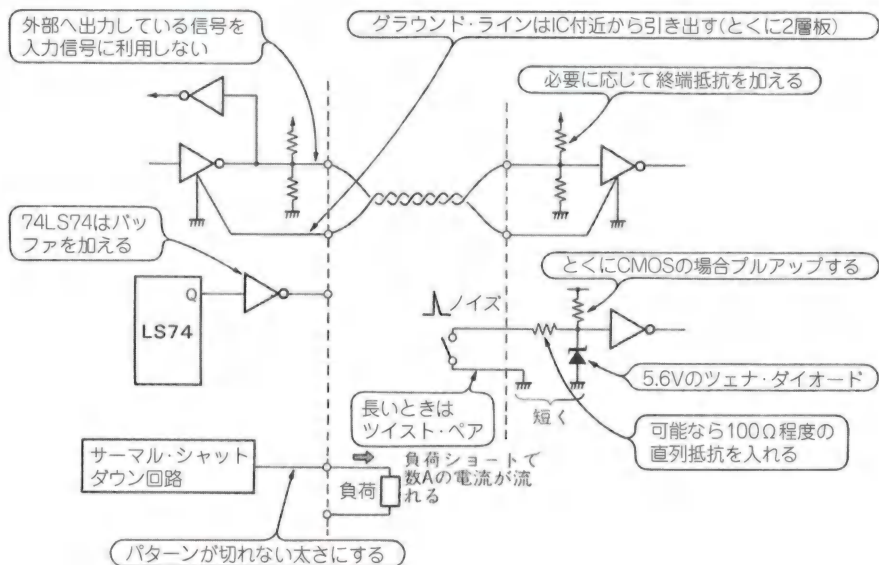 外部へ出力している信号を
入力信号に利用しない
グラウンド・ラインはIC付近から引き出す(とくに2層板)
必要に応じて終端抵抗を加える
74LS74はバッ
ファを加える
Q
LS74
ノイズ
とくにCMOSの場合プルアップする
5.6Vのツェナ・ダイオード
長いときは
ツイスト・ペア
短く
可能なら100Ω程度の
直列抵抗を入れる
サーマル・シャット
ダウン回路
負荷ショートで
数Aの電流が流
れる
負荷
パターンが切れない太さにする